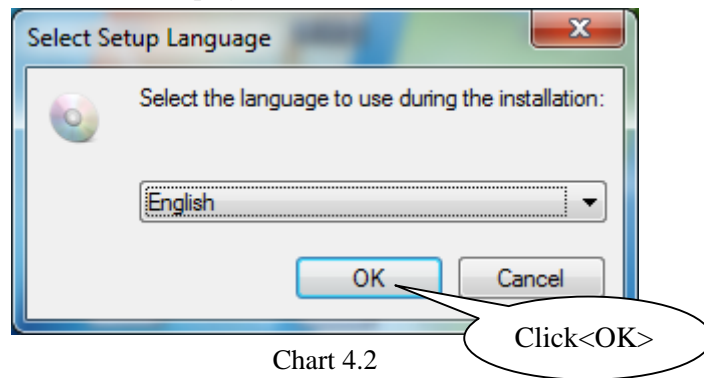 Select Setup Language
Select the language to use during the installation:
English
OK
Cancel
Click<OK>
Chart 4.2